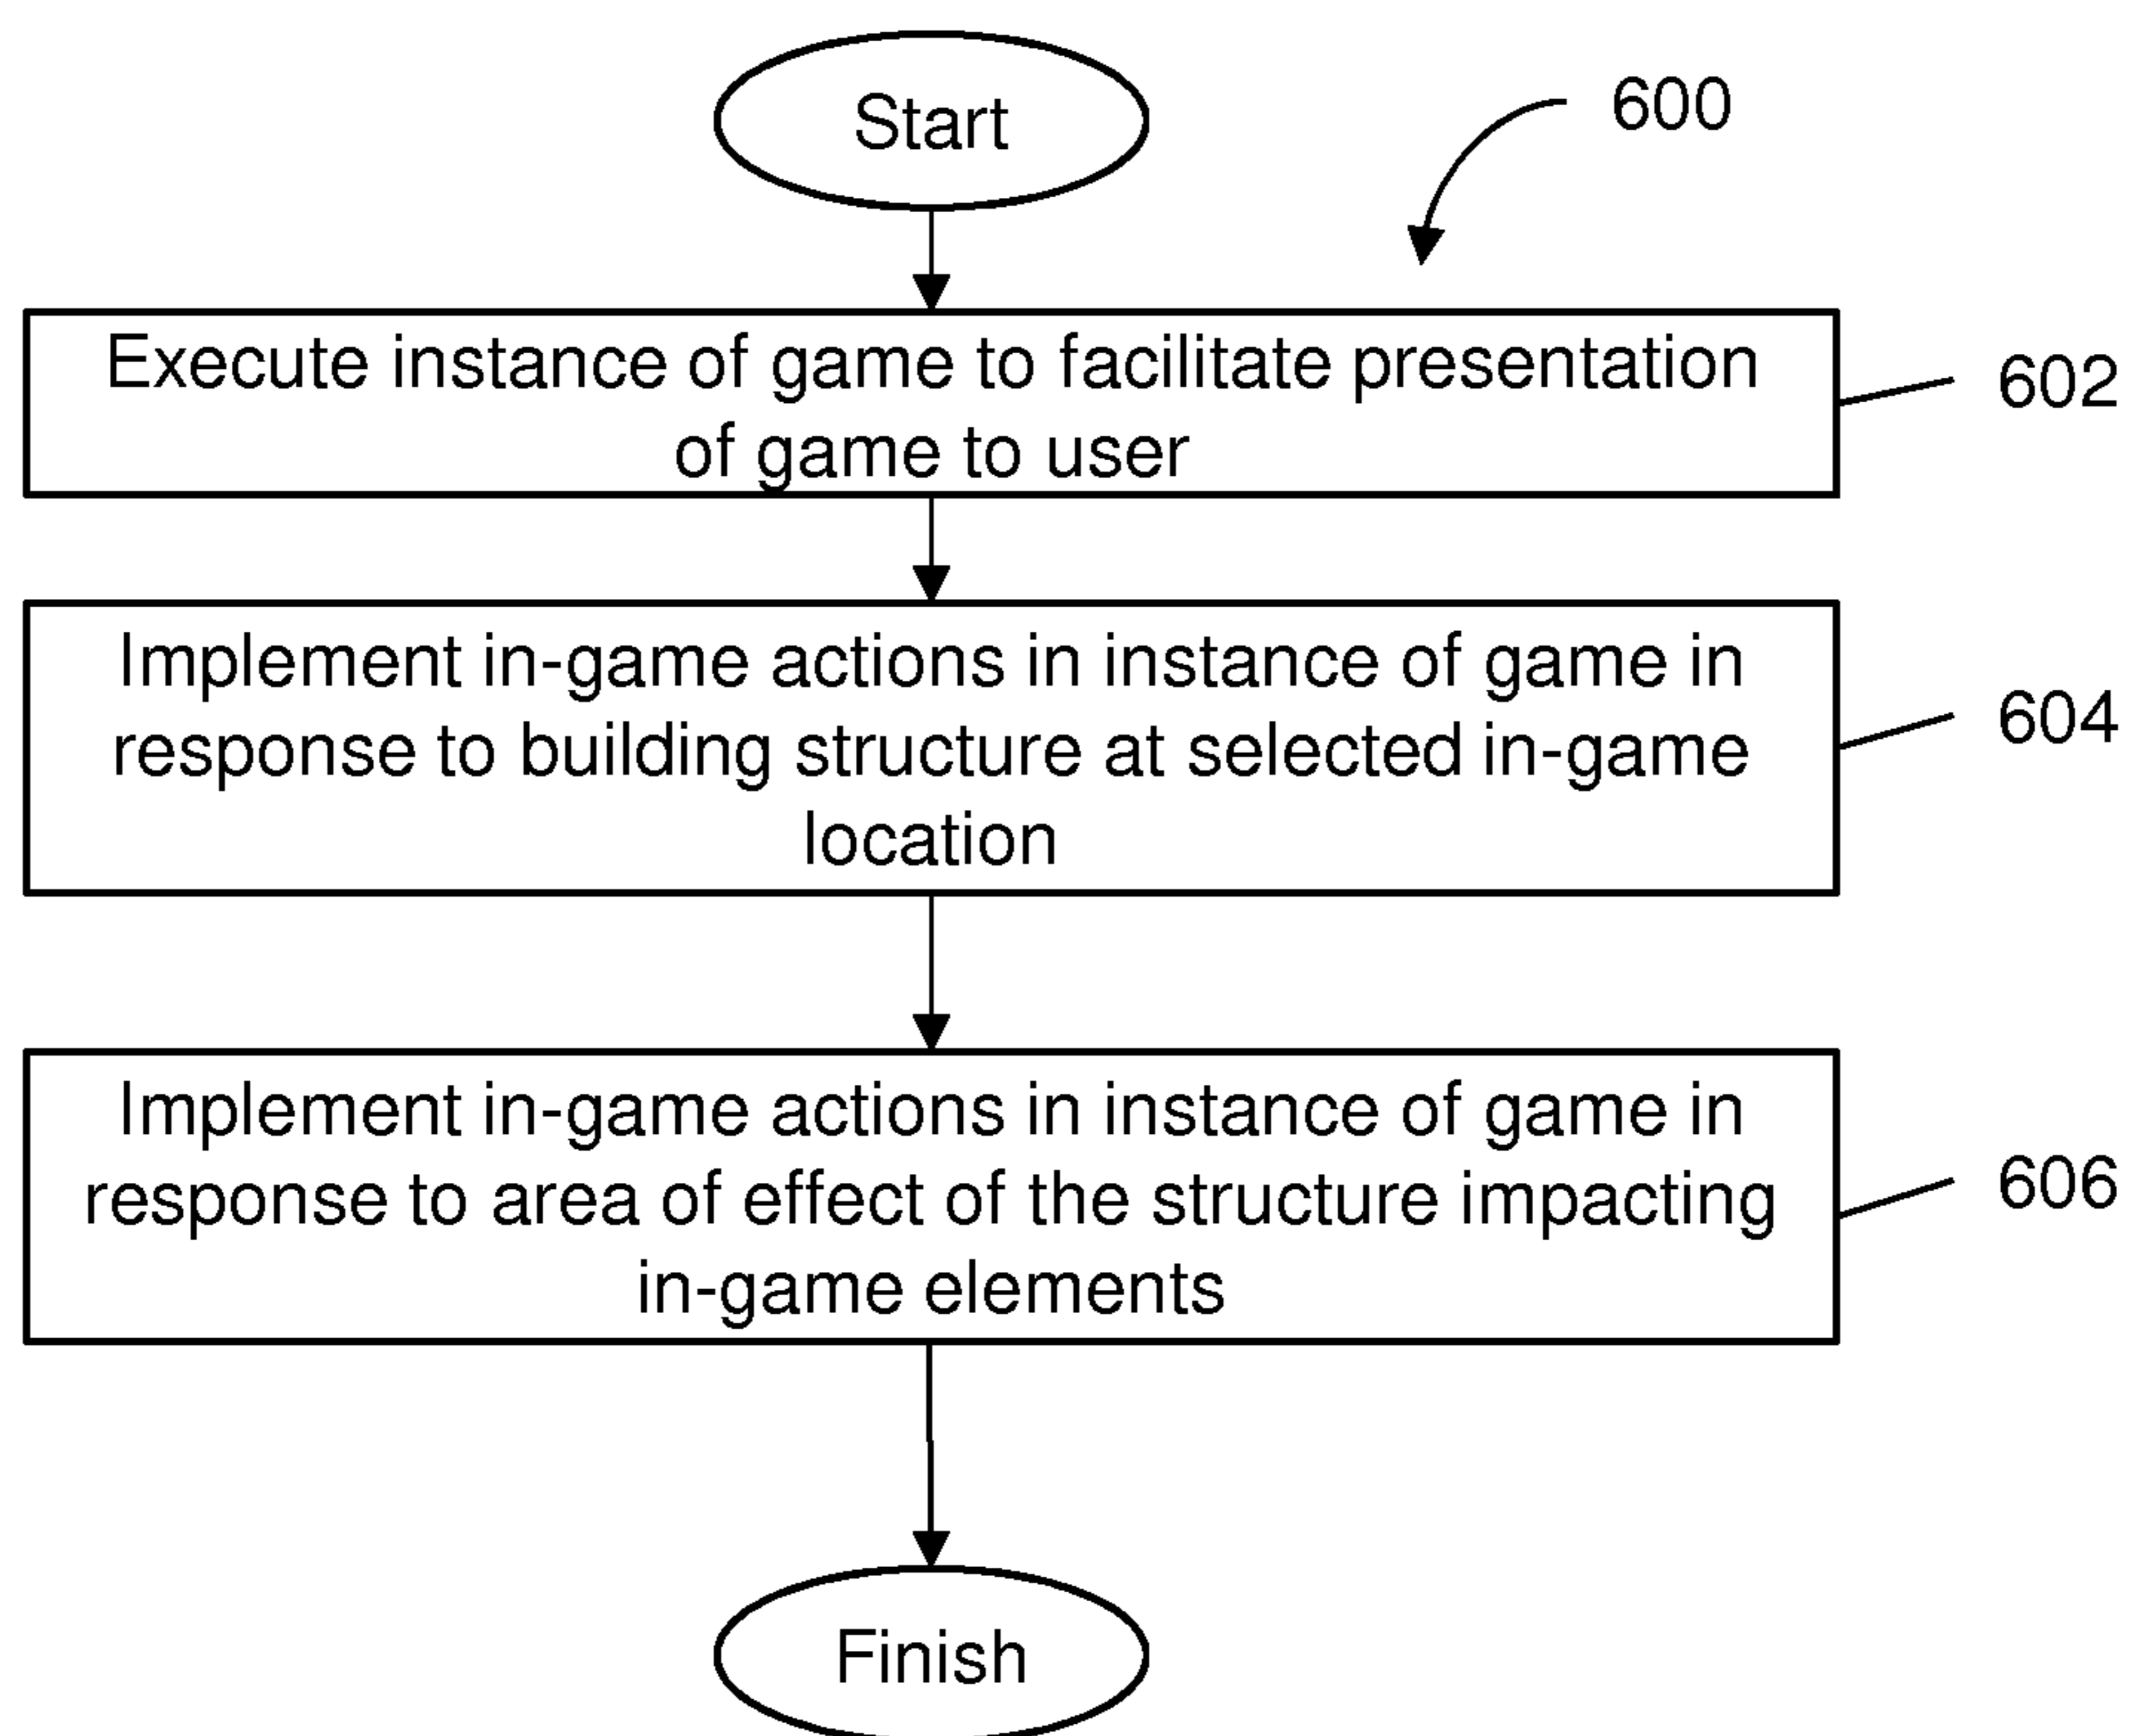 Start
600
Execute instance of game to facilitate presentation
of game to user
602
Implement in-game actions in instance of game in
response to building structure at selected in-game
location
604
Implement in-game actions in instance of game in
response to area of effect of the structure impacting
in-game elements
606
Finish